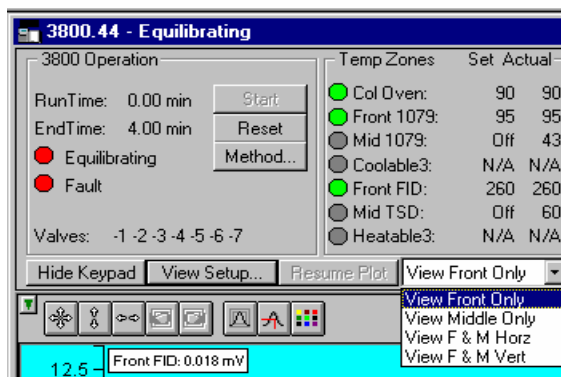 3800.44 - Equilibrating
3800 Operation
RunTime: 0.00 min Start
EndTime: 4.00 min Reset
Equilibrating Method...
Fault
Valves: -1 -2 -3 -4 -5 -6 -7
Temp Zones Set Actual
Col Oven: 90 90
Front 1079: 95 95
Mid 1079: Off 43
Coolable3: N/A N/A
Front FID: 260 260
Mid TSD: Off 60
Heatable3: N/A N/A
Hide Keypad View Setup... Resume Plot View Front Only
View Front Only
View Middle Only
View F & M Horz
View F & M Vert
12.5 Front FID: 0.018 mV